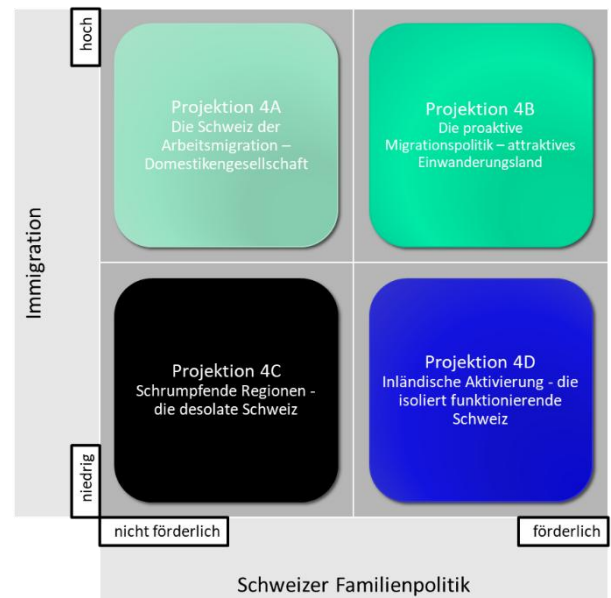 hoch
Immigration
niedrig
Projektion 4A
Die Schweiz der
Arbeitsmigration –
Domestikengesellschaft
Projektion 4B
Die proaktive
Migrationspolitik – attraktives
Einwanderungsland
Projektion 4C
Schrumpfende Regionen -
die desolate Schweiz
Projektion 4D
Inländische Aktivierung - die
isoliert funktionierende
Schweiz
nicht förderlich
förderlich
Schweizer Familienpolitik